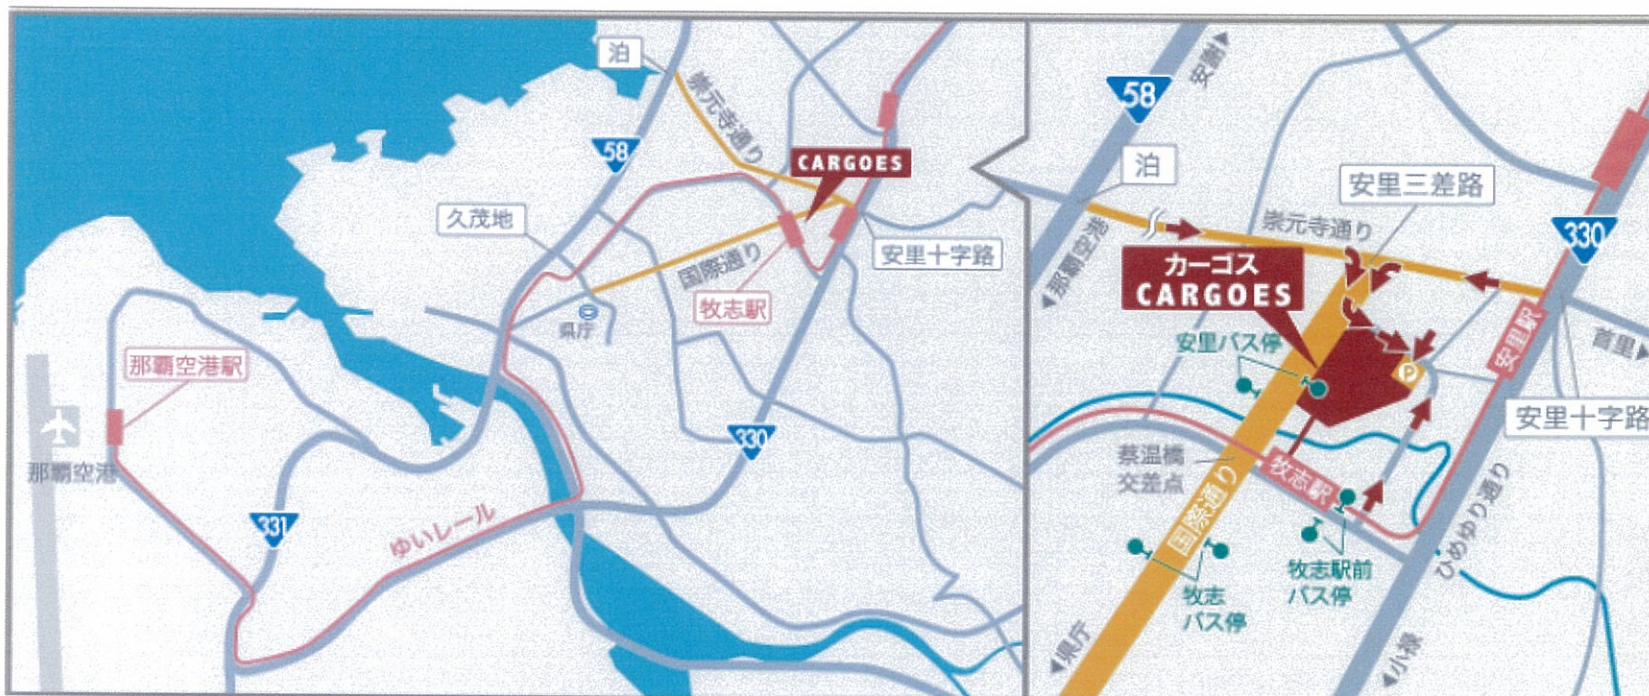 泊
崇元寺通り
58
CARGOES
久茂地
国際通り
安里十字路
牧志駅
県庁
那覇空港駅
那覇空港
330
331
ゆいレール
58
安謝
泊
安里三差路
崇元寺通り
那覇空港
330
カーゴス
CARGOES
安里駅
首里
安里バス停
安里十字路
蔡温橋
交差点
牧志駅
国際通り
ひめゆり通り
牧志駅前
バス停
牧志
バス停
県庁
小禄
P